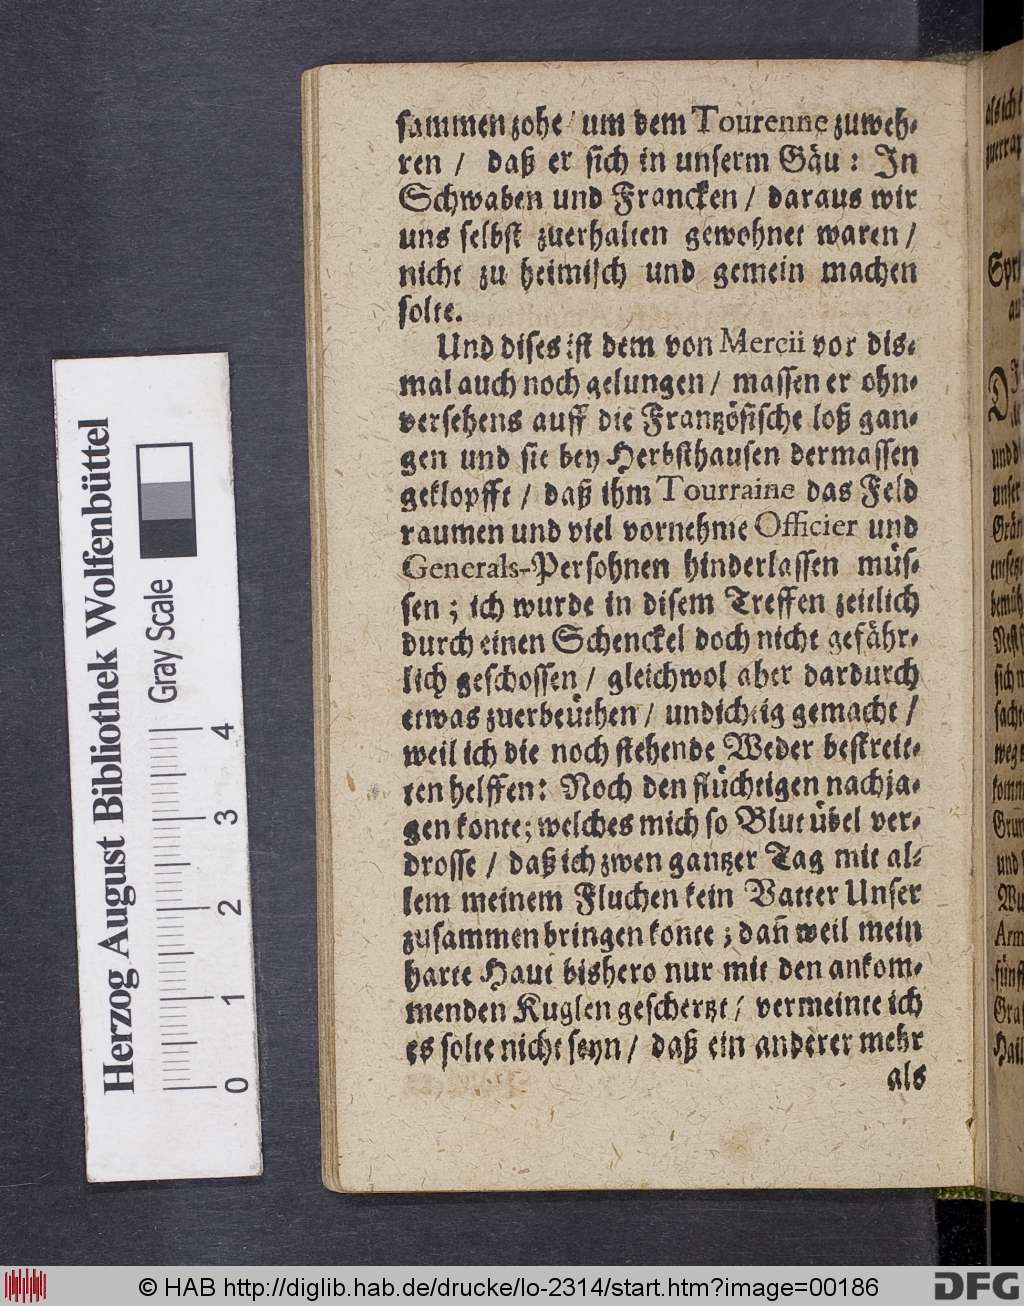 sammen zohe / um dem Tourenne zuweh-
ren / daß er sich in unserm Gäu: In
Schwaben und Francken / daraus wir
uns selbst zuerhalten gewohnet waren /
nicht zu heimisch und gemein machen
solte.
Und dises ist dem von Mercii vor dis-
mal auch noch gelungen / massen er ohn-
versehens auff die Frantzösische loß gan-
gen und sie bey Herbsthausen dermassen
geklopfft / daß ihm Tourraine das Feld
raumen und viel vornehme Officier und
Generals-Persohnen hinderlassen müs-
sen; ich wurde in disem Treffen zeitlich
durch einen Schenckel doch nicht gefähr-
lich geschossen / gleichwol aber dardurch
etwas zuerbeuthen / undichtig gemacht /
weil ich die noch stehende Weder bestreit-
ten helffen: Noch den flüchtigen nachja-
gen konte; welches mich so Blut übel ver-
drosse / daß ich zwen gantzer Tag mit al-
lem meinem Fluchen kein Vatter Unser
zusammen bringen konte; dañ weil mein
harte Haut bishero nur mit den ankom-
menden Kuglen geschertzt / vermeinte ich
es solte nicht seyn / daß ein anderer mehr
als
Herzog August Bibliothek Wolfenbüttel
Gray Scale
0 1 2 3 4
© HAB http://diglib.hab.de/drucke/lo-2314/start.htm?image=00186
DFG